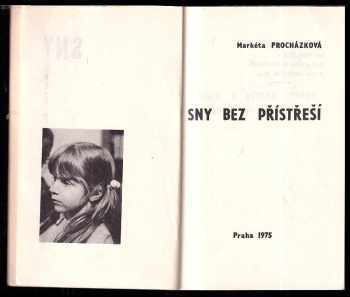 Markéta PROCHÁZKOVÁ
SNY BEZ PŘÍSTŘEŠÍ
Praha 1975